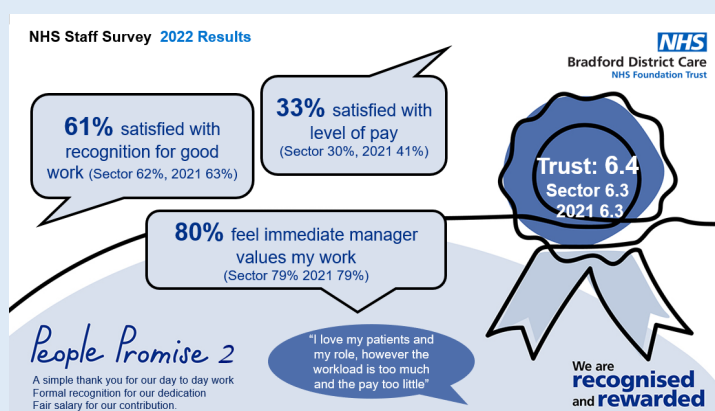 NHS Staff Survey 2022 Results
NHS
Bradford District Care
NHS Foundation Trust
61% satisfied with
recognition for good
work (Sector 62%, 2021 63%)
33% satisfied with
level of pay
(Sector 30%, 2021 41%)
80% feel immediate manager
values my work
(Sector 79% 2021 79%)
Trust: 6.4
Sector 6.3
2021 6.3
People Promise 2
A simple thank you for our day to day work
Formal recognition for our dedication
Fair salary for our contribution.
“I love my patients and
my role, however the
workload is too much
and the pay too little”
We are
recognised
and rewarded